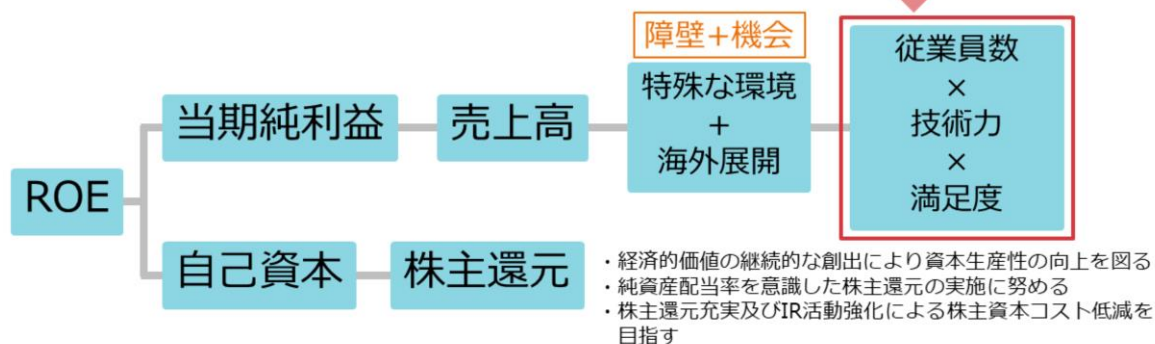 障壁+機会
従業員数
×
技術力
×
満足度
特殊な環境
+
海外展開
当期純利益
売上高
ROE
自己資本
株主還元
・経済的価値の継続的な創出により資本生産性の向上を図る
・純資産配当率を意識した株主還元の実施に努める
・株主還元充実及びIR活動強化による株主資本コスト低減を
目指す